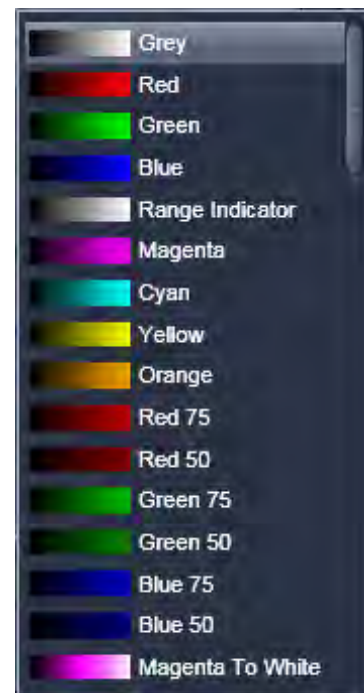 Grey
Red
Green
Blue
Range Indicator
Magenta
Cyan
Yellow
Orange
Red 75
Red 50
Green 75
Green 50
Blue 75
Blue 50
Magenta To White